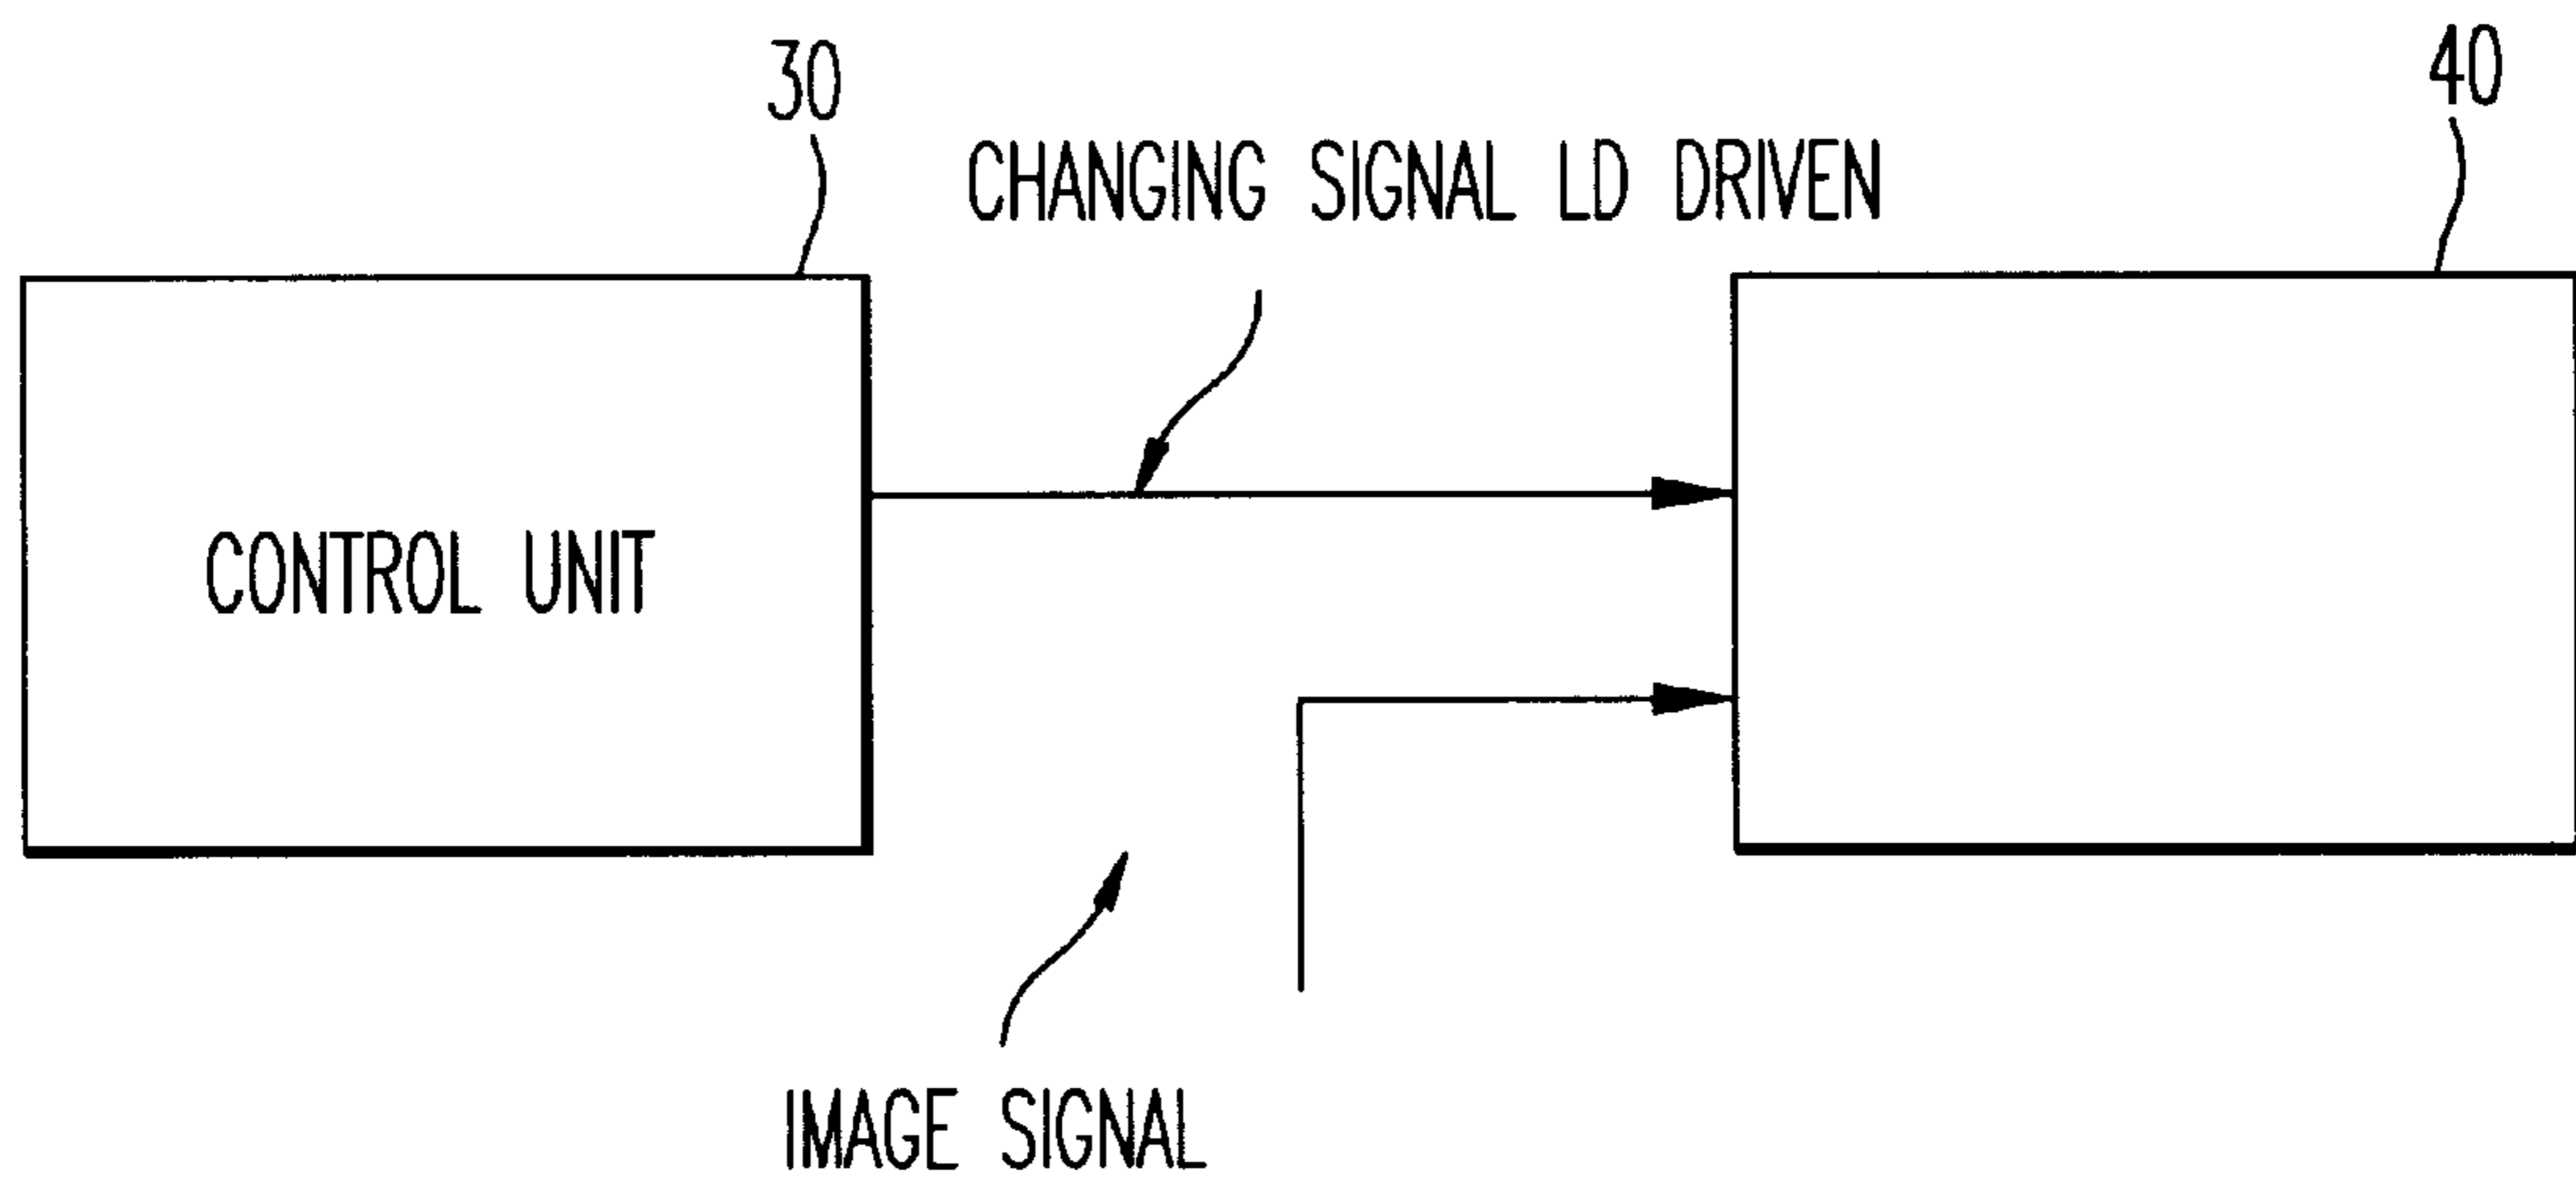 30
40
CHANGING SIGNAL LD DRIVEN
CONTROL UNIT
IMAGE SIGNAL